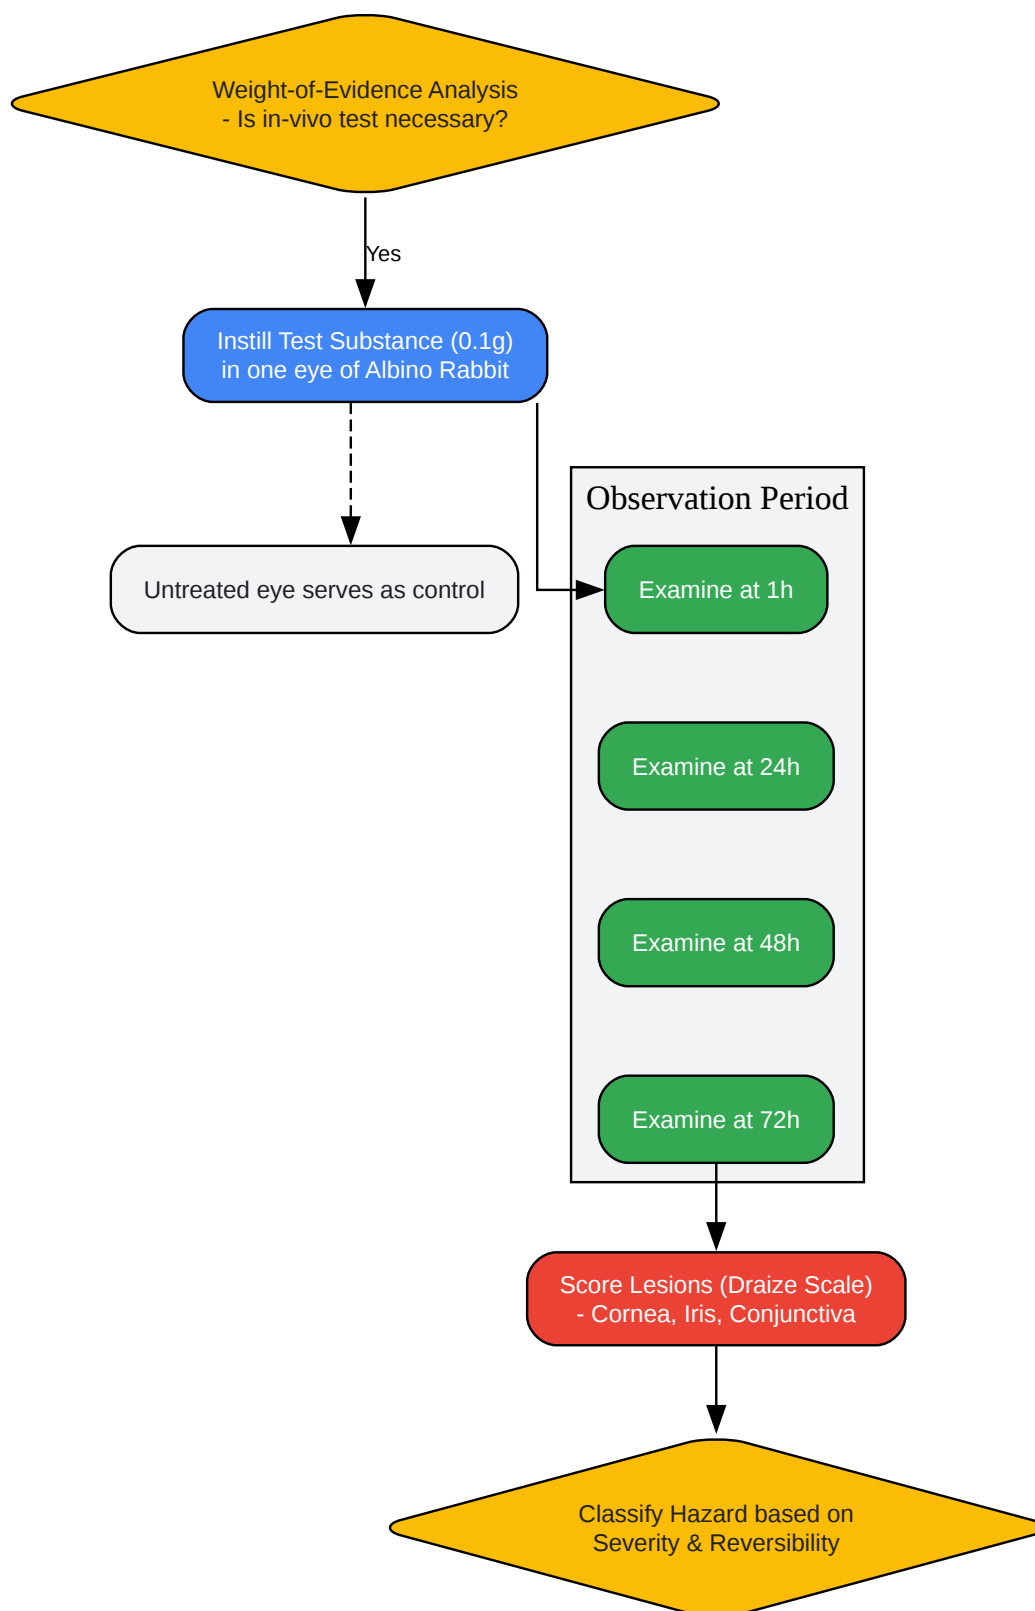 Weight-of-Evidence Analysis
- Is in-vivo test necessary?
Yes
Instill Test Substance (0.1g)
in one eye of Albino Rabbit
Observation Period
Untreated eye serves as control
Examine at 1h
Examine at 24h
Examine at 48h
Examine at 72h
Score Lesions (Draize Scale)
- Cornea, Iris, Conjunctiva
Classify Hazard based on
Severity & Reversibility